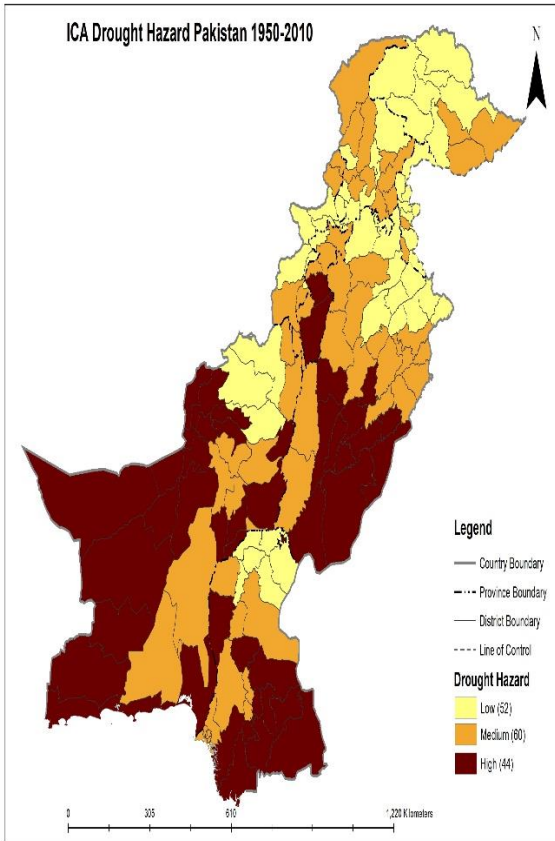 ICA Drought Hazard Pakistan 1950-2010
N
Legend
Country Boundary
Province Boundary
District Boundary
Line of Control
Drought Hazard
Low (52)
Medium (60)
High (44)
0 305 610 1,220 Kilometers